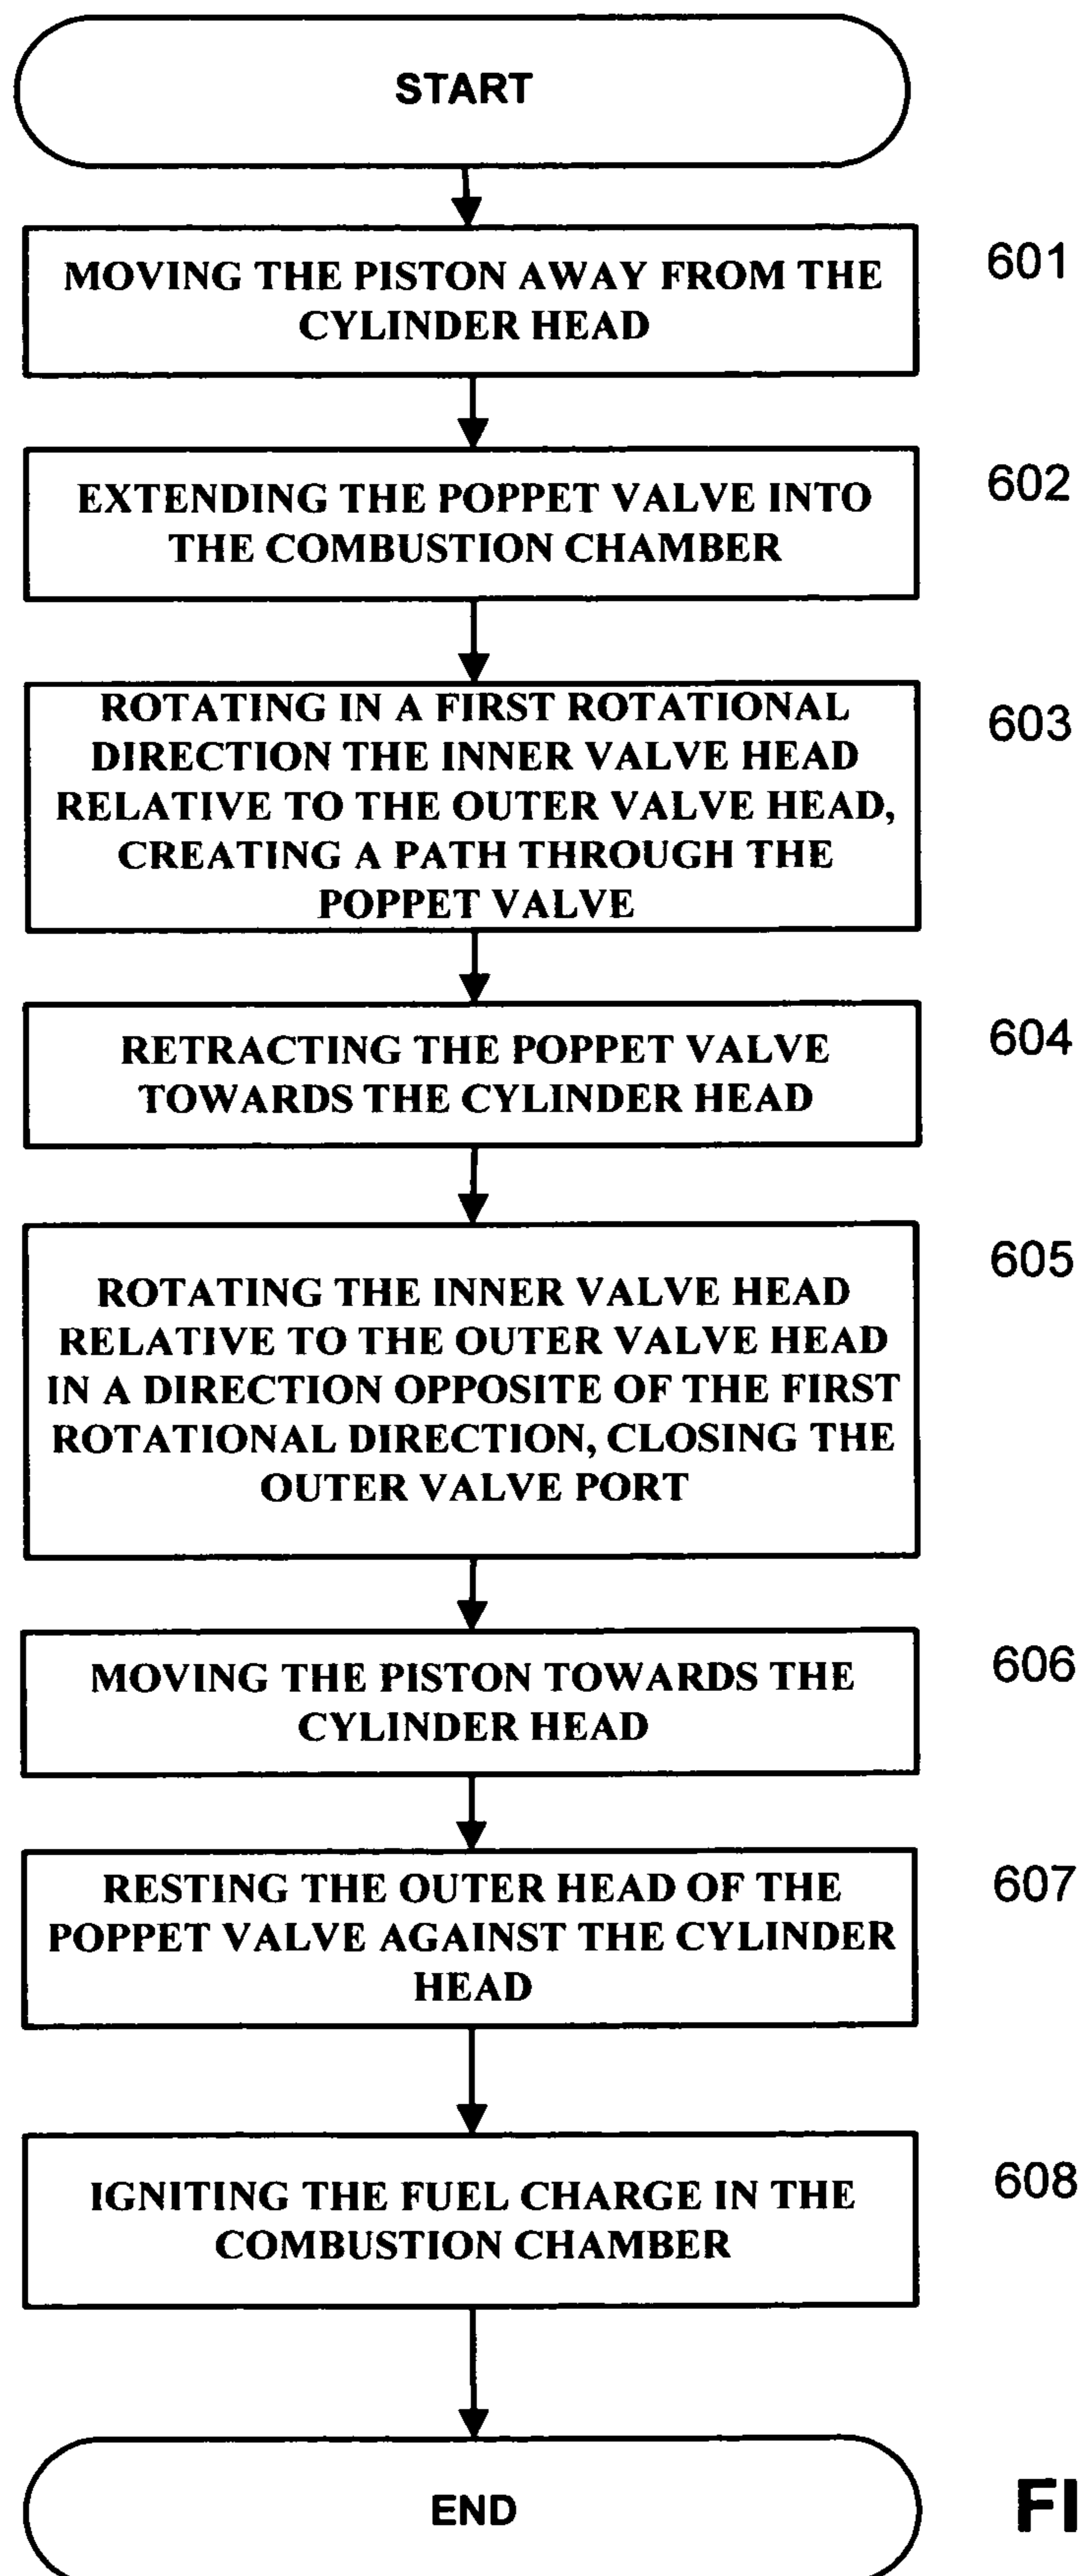 START
MOVING THE PISTON AWAY FROM THE
CYLINDER HEAD
601
EXTENDING THE POPPET VALVE INTO
THE COMBUSTION CHAMBER
602
ROTATING IN A FIRST ROTATIONAL
DIRECTION THE INNER VALVE HEAD
RELATIVE TO THE OUTER VALVE HEAD,
CREATING A PATH THROUGH THE
POPPET VALVE
603
RETRACTING THE POPPET VALVE
TOWARDS THE CYLINDER HEAD
604
ROTATING THE INNER VALVE HEAD
RELATIVE TO THE OUTER VALVE HEAD
IN A DIRECTION OPPOSITE OF THE FIRST
ROTATIONAL DIRECTION, CLOSING THE
OUTER VALVE PORT
605
MOVING THE PISTON TOWARDS THE
CYLINDER HEAD
606
RESTING THE OUTER HEAD OF THE
POPPET VALVE AGAINST THE CYLINDER
HEAD
607
IGNITING THE FUEL CHARGE IN THE
COMBUSTION CHAMBER
608
END
FI